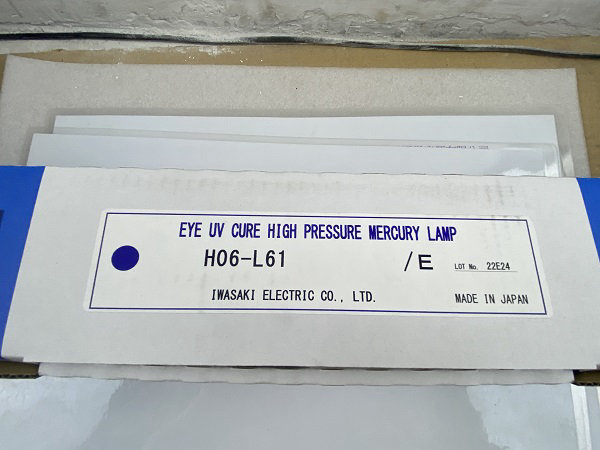 EYE UV CURE HIGH PRESSURE MERCURY LAMP
H06-L61 /E LOT No. 22E24
IWASAKI ELECTRIC CO., LTD. MADE IN JAPAN